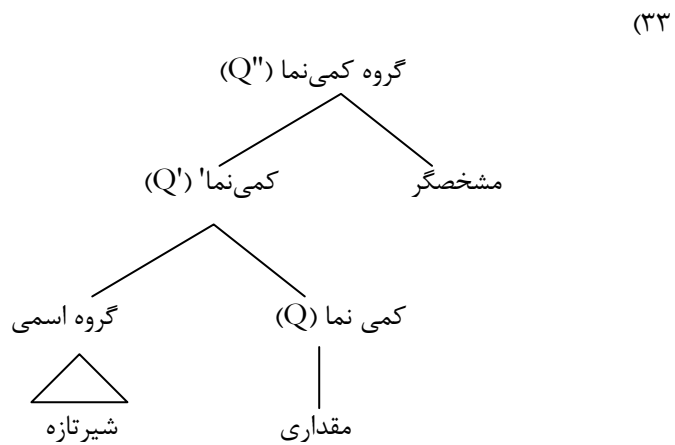 (۳۳
گروه کمی‌نما (Q")
مشخصگر کمی‌نما' (Q')
کمی نما (Q) گروه اسمی
مقداری شیرتازه